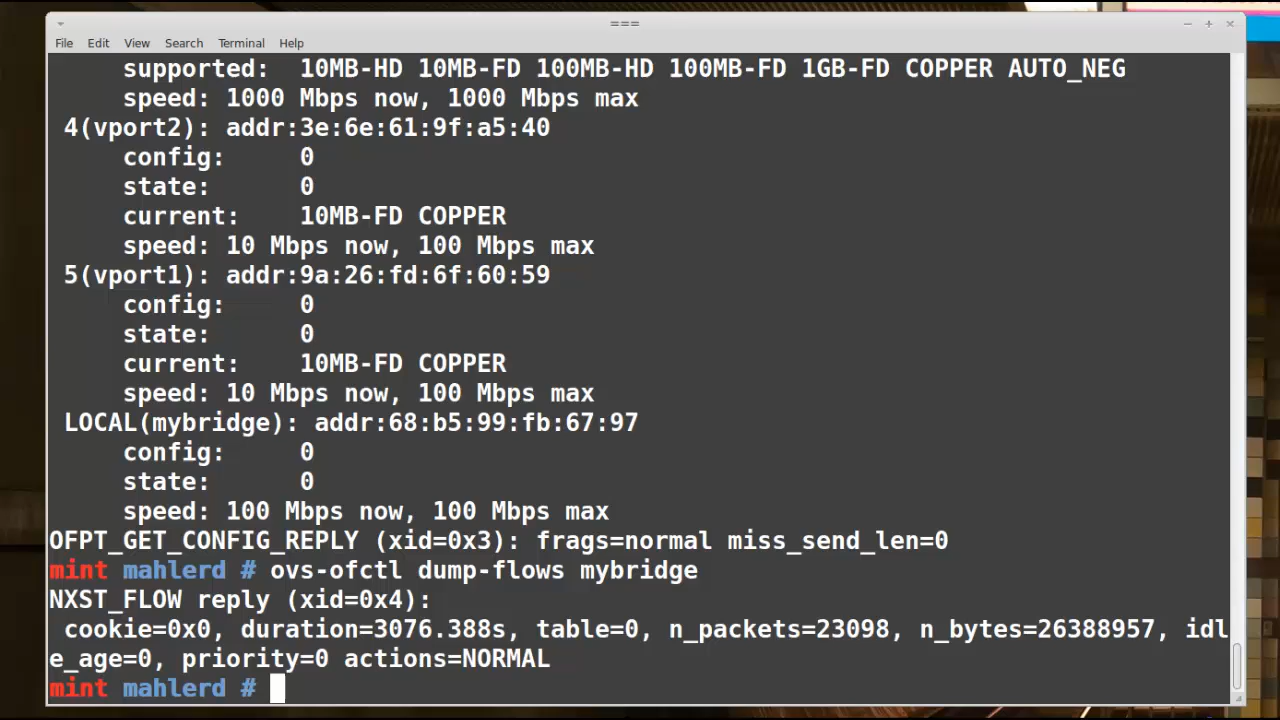 ===
File Edit View Search Terminal Help
supported: 10MB-HD 10MB-FD 100MB-HD 100MB-FD 1GB-FD COPPER AUTO_NEG
speed: 1000 Mbps now, 1000 Mbps max
4(vport2): addr:3e:6e:61:9f:a5:40
config: 0
state: 0
current: 10MB-FD COPPER
speed: 10 Mbps now, 100 Mbps max
5(vport1): addr:9a:26:fd:6f:60:59
config: 0
state: 0
current: 10MB-FD COPPER
speed: 10 Mbps now, 100 Mbps max
LOCAL(mybridge): addr:68:b5:99:fb:67:97
config: 0
state: 0
speed: 100 Mbps now, 100 Mbps max
OFPT_GET_CONFIG_REPLY (xid=0x3): frags=normal miss_send_len=0
mint mahlerd # ovs-ofctl dump-flows mybridge
NXST_FLOW reply (xid=0x4):
cookie=0x0, duration=3076.388s, table=0, n_packets=23098, n_bytes=26388957, idl
e_age=0, priority=0 actions=NORMAL
mint mahlerd #